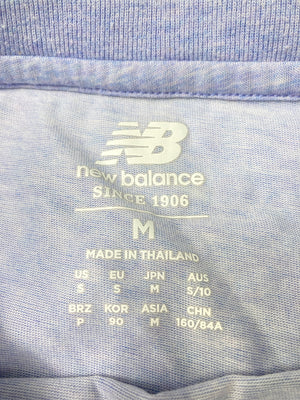 NB
new balance
SINCE 1906
M
MADE IN THAILAND
US EU JPN AUS
S S M S/10
BRZ KOR ASIA CHN
P 90 M 160/84A